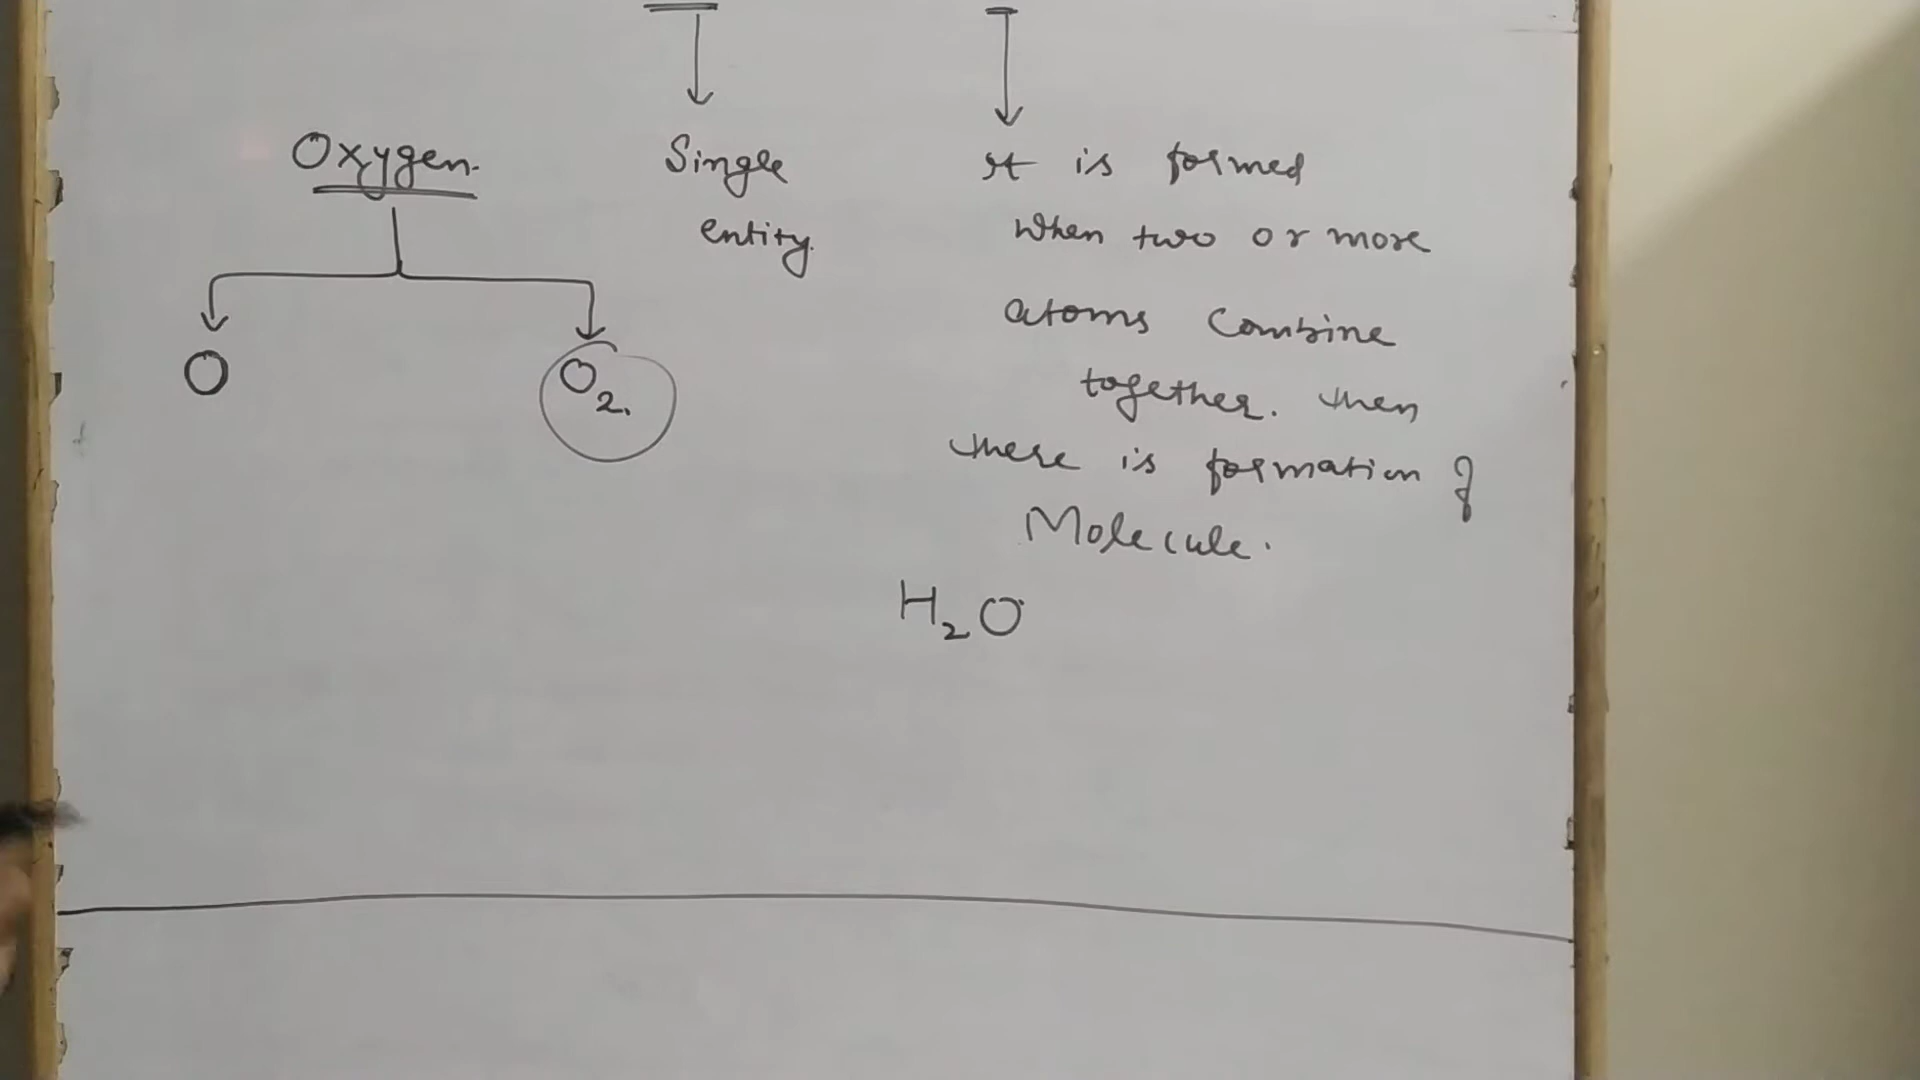 Oxygen.
O
O2.
Single
entity.
It is formed
when two or more
atoms combine
together. then
there is formation of
Molecule.
H2O